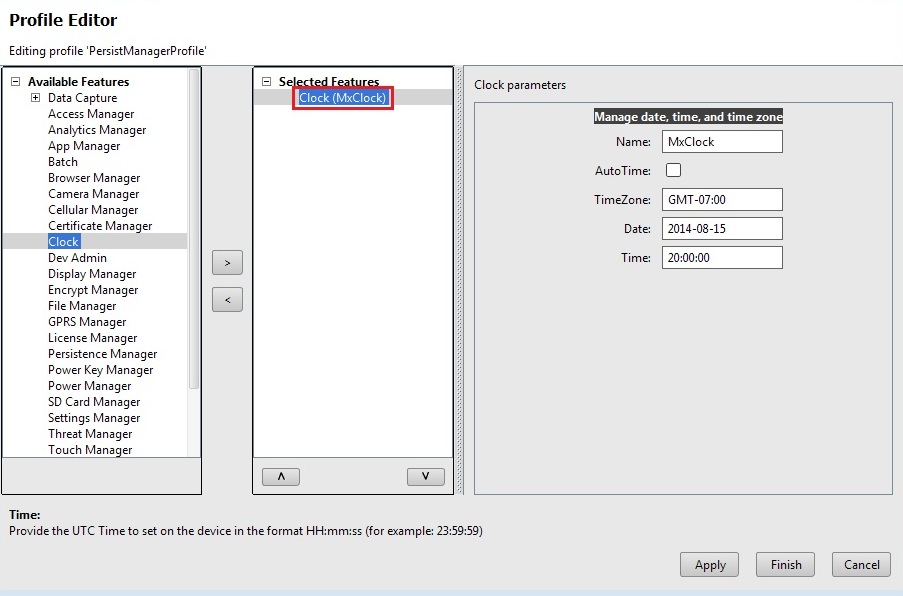 Profile Editor
Editing profile 'PersistManagerProfile'
Available Features
Data Capture
Access Manager
Analytics Manager
App Manager
Batch
Browser Manager
Camera Manager
Cellular Manager
Certificate Manager
Clock
Dev Admin
Display Manager
Encrypt Manager
File Manager
GPRS Manager
License Manager
Persistence Manager
Power Key Manager
Power Manager
SD Card Manager
Settings Manager
Threat Manager
Touch Manager
>
<
Selected Features
Clock (MxClock)
Λ V
Clock parameters
Manage date, time, and time zone
Name: MxClock
AutoTime:
TimeZone: GMT-07:00
Date: 2014-08-15
Time: 20:00:00
Time:
Provide the UTC Time to set on the device in the format HH:mm:ss (for example: 23:59:59)
Apply Finish Cancel